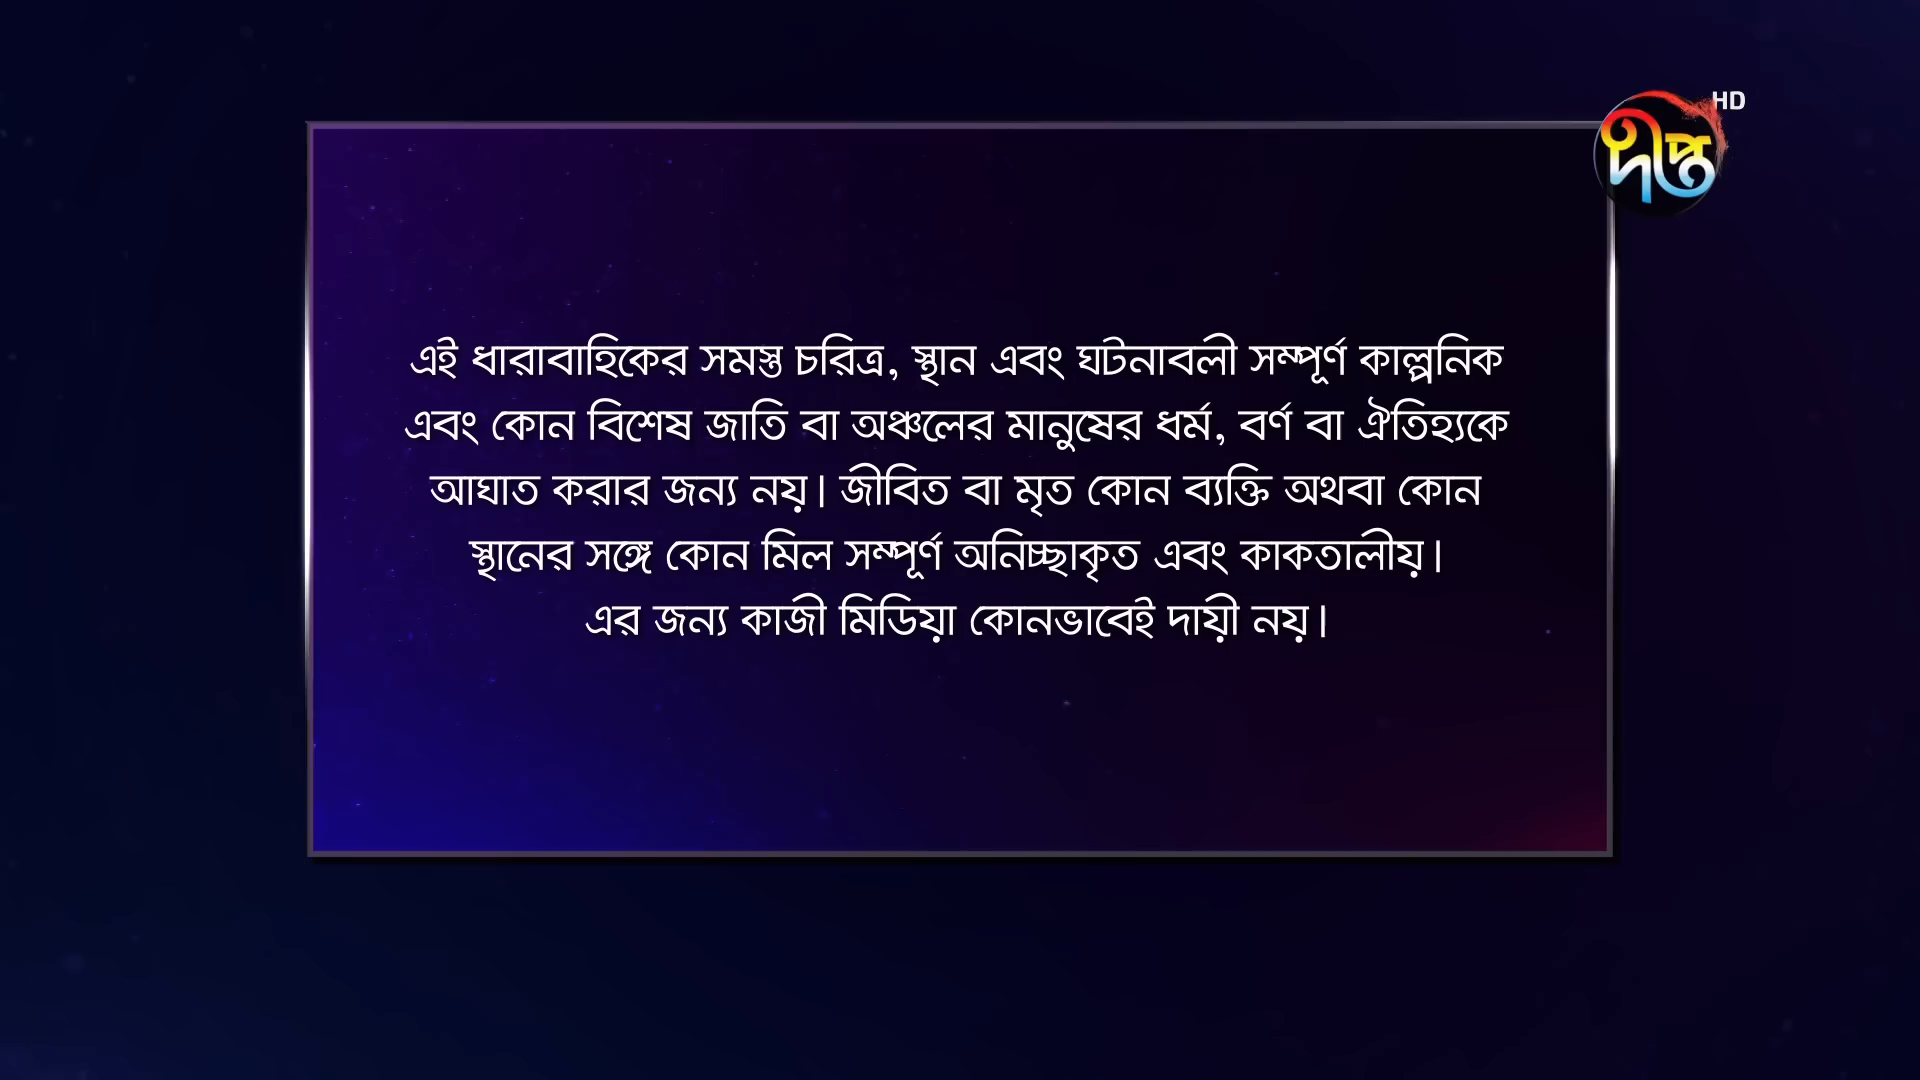 HD
দীপ্ত
এই ধারাবাহিকের সমস্ত চরিত্র, স্থান এবং ঘটনাবলী সম্পূর্ণ কাল্পনিক
এবং কোন বিশেষ জাতি বা অঞ্চলের মানুষের ধর্ম, বর্ণ বা ঐতিহ্যকে
আঘাত করার জন্য নয়। জীবিত বা মৃত কোন ব্যক্তি অথবা কোন
স্থানের সঙ্গে কোন মিল সম্পূর্ণ অনিচ্ছাকৃত এবং কাকতালীয়।
এর জন্য কাজী মিডিয়া কোনভাবেই দায়ী নয়।